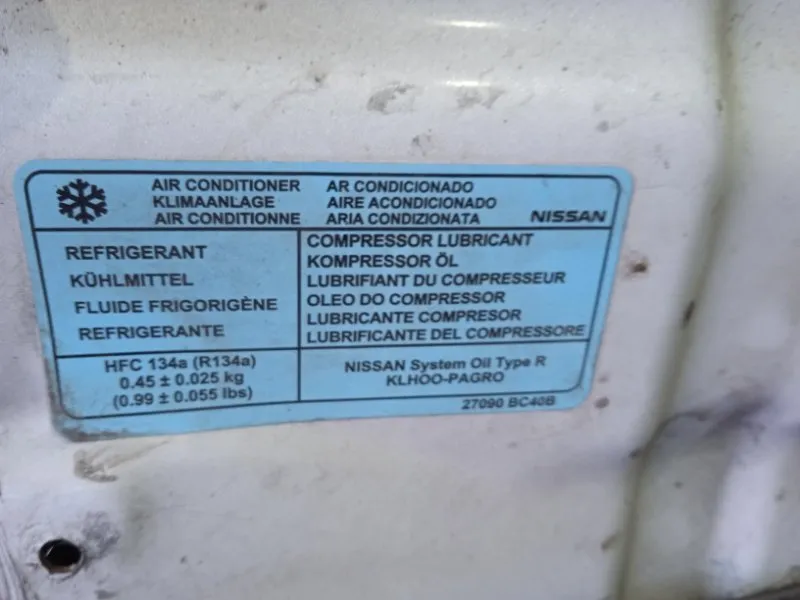 AIR CONDITIONER AR CONDICIONADO
KLIMAANLAGE AIRE ACONDICIONADO
AIR CONDITIONNE ARIA CONDIZIONATA NISSAN
REFRIGERANT
KÜHLMITTEL
FLUIDE FRIGORIGÈNE
REFRIGERANTE
COMPRESSOR LUBRICANT
KOMPRESSOR ÖL
LUBRIFIANT DU COMPRESSEUR
OLEO DO COMPRESSOR
LUBRICANTE COMPRESOR
LUBRIFICANTE DEL COMPRESSORE
HFC 134a (R134a)
0.45 ± 0.025 kg
(0.99 ± 0.055 lbs)
NISSAN System Oil Type R
KLHOO-PAGRO
27090 BC40B